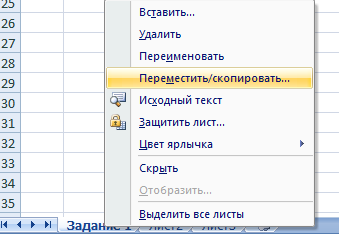 25
26
27
28
29
30
31
32
33
34
35
Вставить...
Удалить
Переименовать
Переместить/скопировать...
Исходный текст
Защитить лист...
Цвет ярлычка
Скрыть
Отобразить...
Выделить все листы
Задание 1 Лист2 Лист3